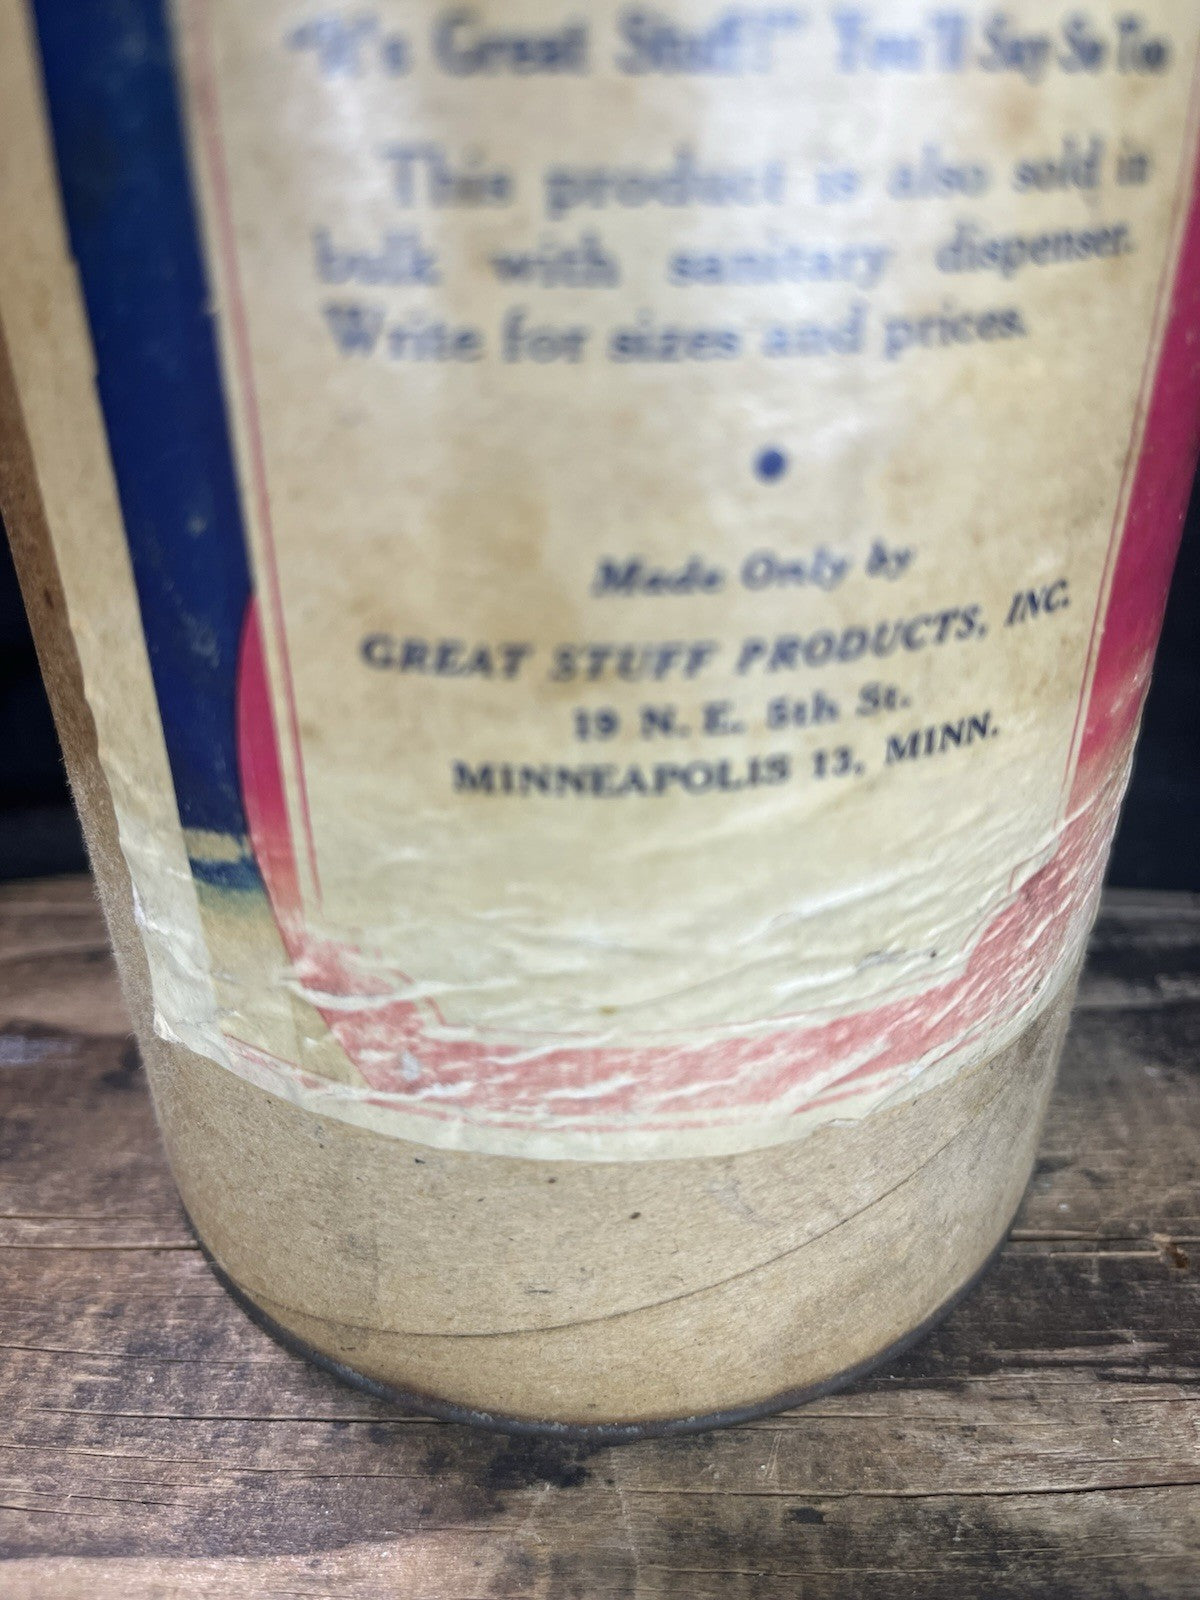 "It's Great Stuff!" You'll Say So Too
This product is also sold in
bulk with sanitary dispenser.
Write for sizes and prices.
Made Only by
GREAT STUFF PRODUCTS, INC.
19 N. E. 5th St.
MINNEAPOLIS 13, MINN.